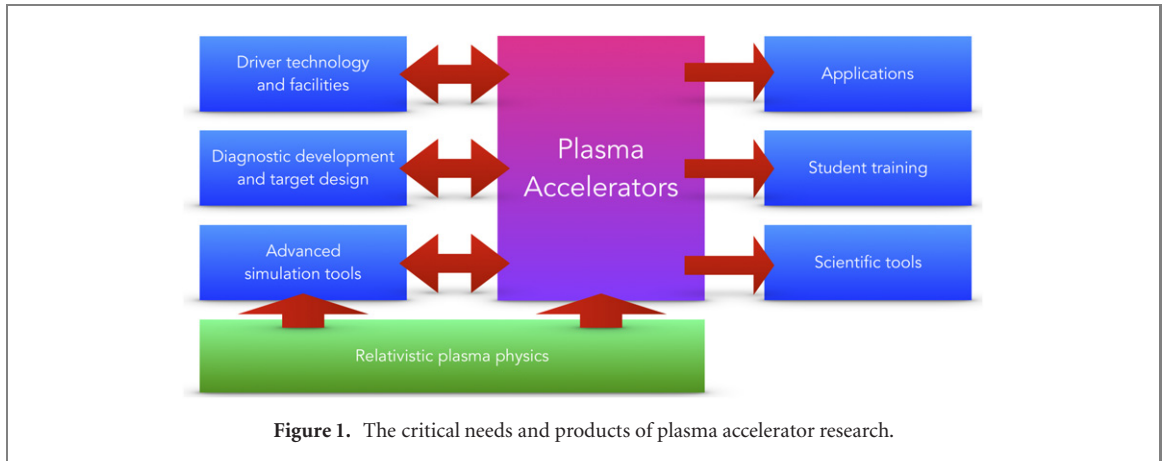 Driver technology
and facilities
Plasma
Accelerators
Applications
Diagnostic development
and target design
Student training
Advanced
simulation tools
Scientific tools
Relativistic plasma physics
Figure 1. The critical needs and products of plasma accelerator research.